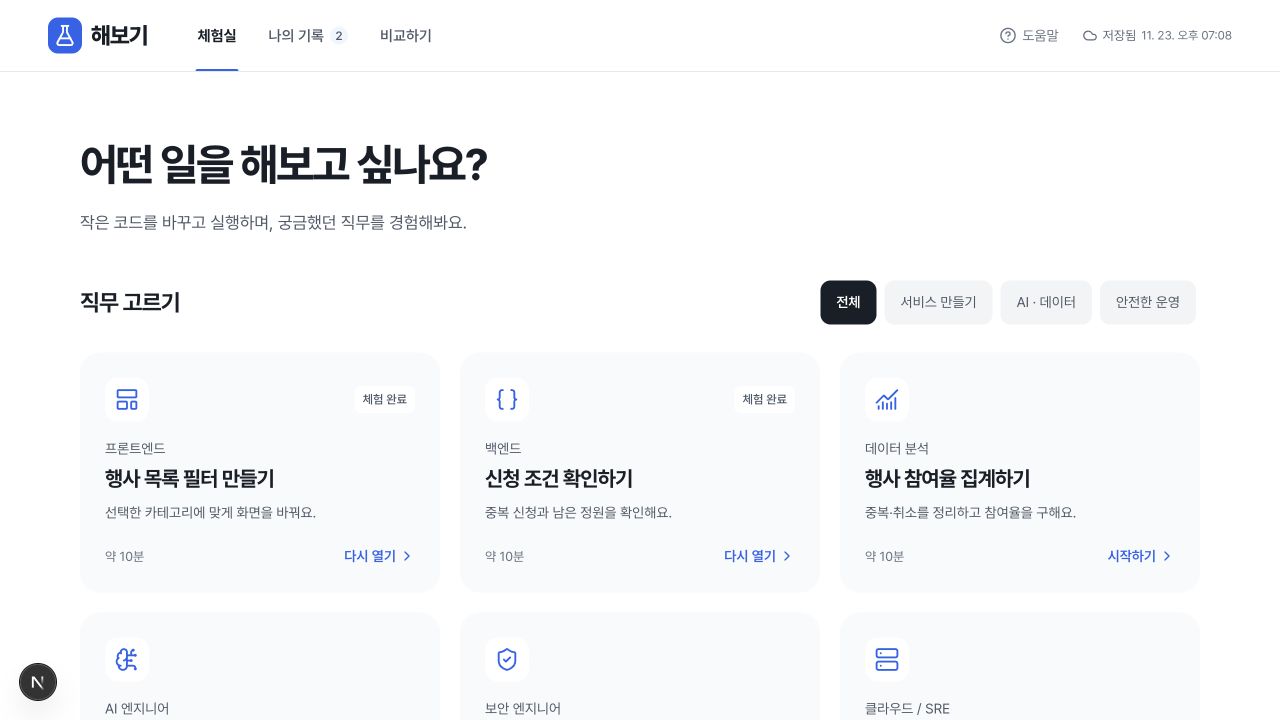 해보기
체험실
나의 기록 2
비교하기
도움말
저장됨 11. 23. 오후 07:08
어떤 일을 해보고 싶나요?
작은 코드를 바꾸고 실행하며, 궁금했던 직무를 경험해봐요.
직무 고르기
전체
서비스 만들기
AI · 데이터
안전한 운영
체험 완료
프론트엔드
행사 목록 필터 만들기
선택한 카테고리에 맞게 화면을 바꿔요.
약 10분
다시 열기
체험 완료
백엔드
신청 조건 확인하기
중복 신청과 남은 정원을 확인해요.
약 10분
다시 열기
데이터 분석
행사 참여율 집계하기
중복·취소를 정리하고 참여율을 구해요.
약 10분
시작하기
AI 엔지니어
보안 엔지니어
클라우드 / SRE
N